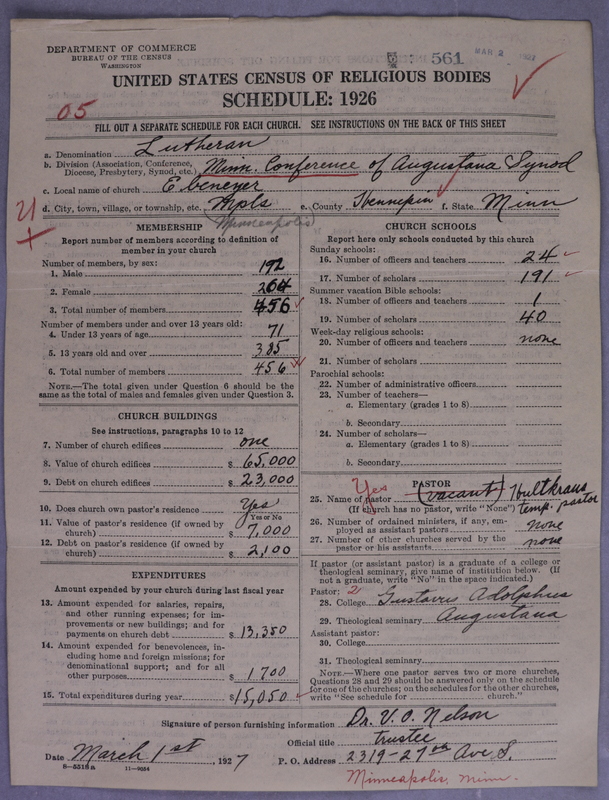 DEPARTMENT OF COMMERCE
BUREAU OF THE CENSUS
WASHINGTON
561
MAR 2 1927
UNITED STATES CENSUS OF RELIGIOUS BODIES
SCHEDULE: 1926
05
FILL OUT A SEPARATE SCHEDULE FOR EACH CHURCH. SEE INSTRUCTIONS ON THE BACK OF THIS SHEET
a. Denomination Lutheran
b. Division (Association, Conference, Diocese, Presbytery, Synod, etc.) Minn. Conference of Augustana Synod
c. Local name of church Ebenezer
d. City, town, village, or township, etc. Mpls e. County Hennepin f. State Minn
Minneapolis
MEMBERSHIP
Report number of members according to definition of
member in your church
Number of members, by sex:
1. Male 192
2. Female 264
3. Total number of members 456
Number of members under and over 13 years old:
4. Under 13 years of age 71
5. 13 years old and over 385
6. Total number of members 456
NOTE.—The total given under Question 6 should be the
same as the total of males and females given under Question 3.
CHURCH BUILDINGS
See instructions, paragraphs 10 to 12
7. Number of church edifices one
8. Value of church edifices $ 65,000
9. Debt on church edifices $ 23,000
10. Does church own pastor's residence? Yes
Yes or No
11. Value of pastor's residence (if owned by
church) $ 7,000
12. Debt on pastor's residence (if owned by
church) $ 2,100
EXPENDITURES
Amount expended by your church during last fiscal year
13. Amount expended for salaries, repairs,
and other running expenses; for im-
provements or new buildings; and for
payments on church debt $ 13,350
14. Amount expended for benevolences, in-
cluding home and foreign missions; for
denominational support; and for all
other purposes $ 1700
15. Total expenditures during year $ 15,050
CHURCH SCHOOLS
Report here only schools conducted by this church
Sunday schools:
16. Number of officers and teachers 24
17. Number of scholars 191
Summer vacation Bible schools:
18. Number of officers and teachers 1
19. Number of scholars 40
Week-day religious schools:
20. Number of officers and teachers none
21. Number of scholars
Parochial schools:
22. Number of administrative officers
23. Number of teachers—
a. Elementary (grades 1 to 8)
b. Secondary
24. Number of scholars—
a. Elementary (grades 1 to 8)
b. Secondary
PASTOR
Yes
25. Name of pastor (vacant) Hultkrans
(If church has no pastor, write "None") temp. pastor
26. Number of ordained ministers, if any, em-
ployed as assistant pastors none
27. Number of other churches served by the
pastor or his assistants none
If pastor (or assistant pastor) is a graduate of a college or
theological seminary, give name of institution below. (If
not a graduate, write "No" in the space indicated.)
Pastor: 2
28. College Gustavus Adolphus
29. Theological seminary Augustana
Assistant pastor:
30. College
31. Theological seminary
NOTE.—Where one pastor serves two or more churches,
Questions 28 and 29 should be answered only on the schedule
for one of the churches; on the schedules for the other churches,
write "See schedule for church."
Signature of person furnishing information Dr. V. O. Nelson
Official title trustee
Date March 1st, 1927 P. O. Address 2319-27th Ave S.
8-5318a 11-9084
Minneapolis, Minn.